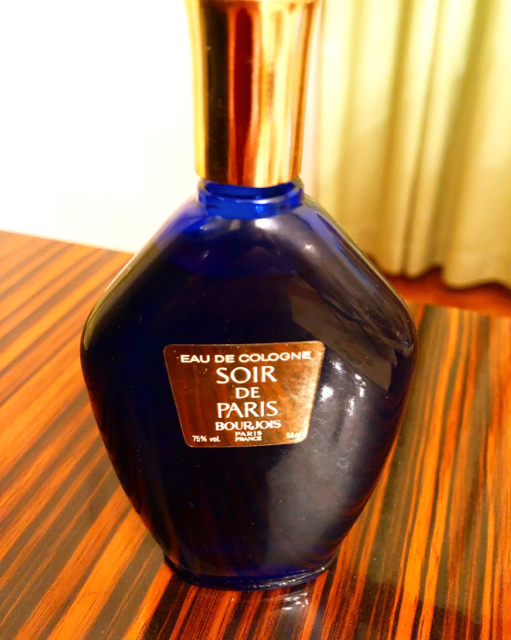 EAU DE COLOGNE
SOIR
DE
PARIS
BOURJOIS
PARIS
FRANCE
75% vol.